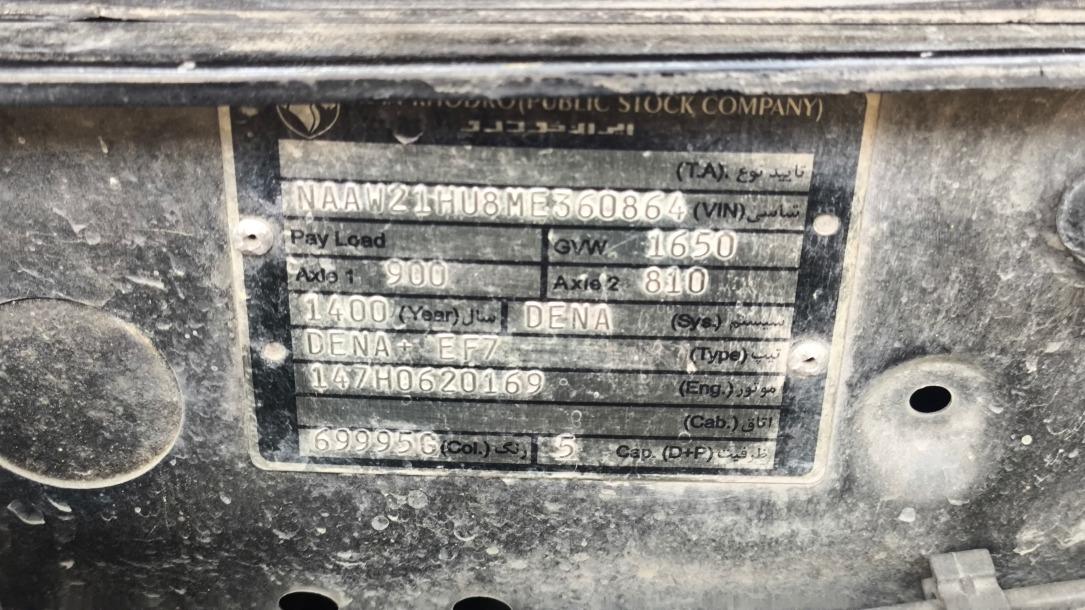 KHODRO (PUBLIC STOCK COMPANY)
ایران خودرو
تایید نوع (T.A.)
NAAW21HU8ME360864 (VIN) شاسی
Pay Load GVW 1650
Axle 1 900 Axle 2 810
1400 (Year) سال DENA (Sys.) سیستم
DENA+ EF7 (Type) تیپ
147H0620169 (Eng.) موتور
(Cab.) اتاق
69995G (Col.) رنگ 5 Cap. (D+P) ظرفیت